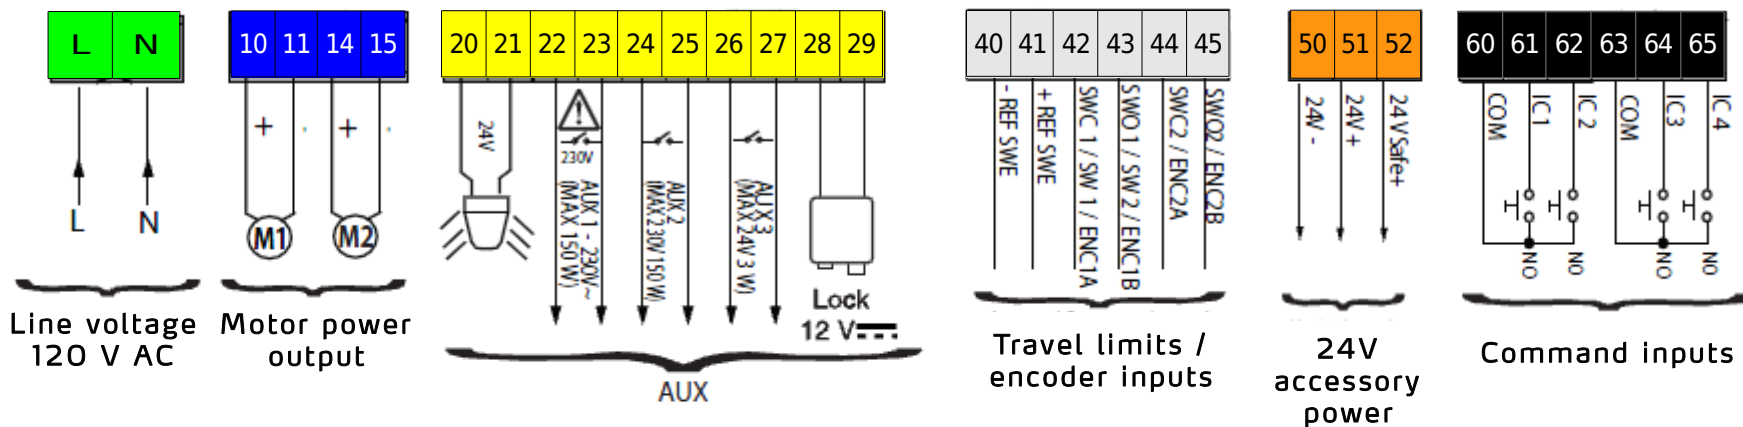 L N
10 11 14 15
20 21 22 23 24 25 26 27 28 29
40 41 42 43 44 45
50 51 52
60 61 62 63 64 65
L
N
+ - + -
M1
M2
24V
230V
AUX 1 - 230V~
(MAX 150 W)
AUX 2
(MAX 230V 150 W)
AUX3
(MAX 24V 3 W)
Lock
12 V
- REF SWE
+ REF SWE
SWC 1 / SW 1 / ENC1A
SWO 1 / SW 2 / ENC1B
SWC2 / ENC2A
SWO2 / ENC2B
24V -
24V +
24 V Safe+
COM
IC1
IC 2
COM
IC3
IC 4
NO
NO
NO
NO
Line voltage
120 V AC
Motor power
output
AUX
Travel limits /
encoder inputs
24V
accessory
power
Command inputs